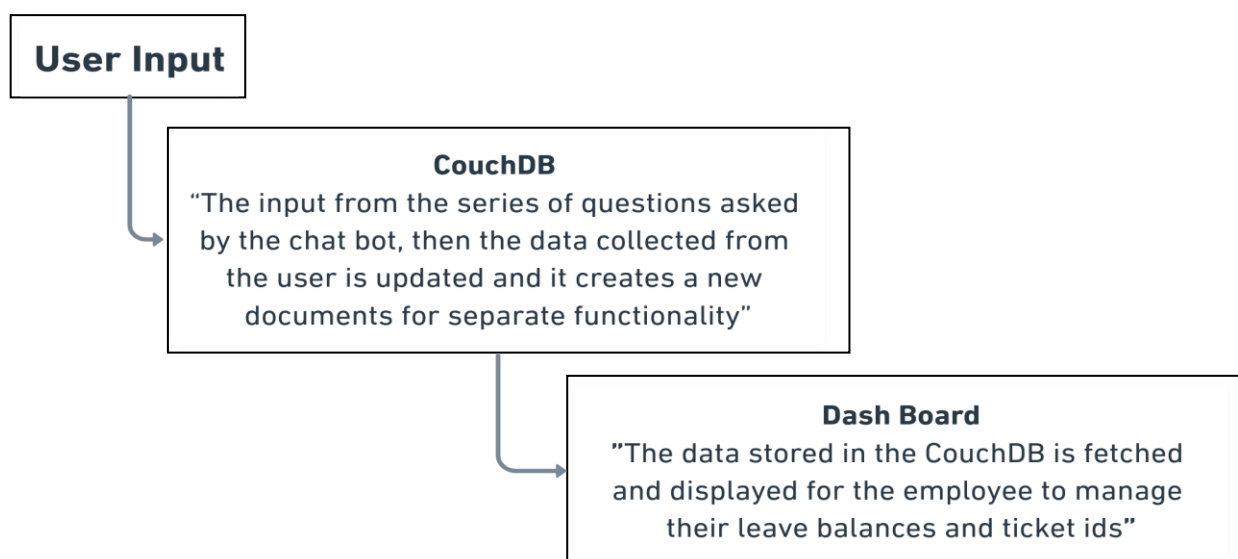 User Input
CouchDB
“The input from the series of questions asked
by the chat bot, then the data collected from
the user is updated and it creates a new
documents for separate functionality”
Dash Board
”The data stored in the CouchDB is fetched
and displayed for the employee to manage
their leave balances and ticket ids”